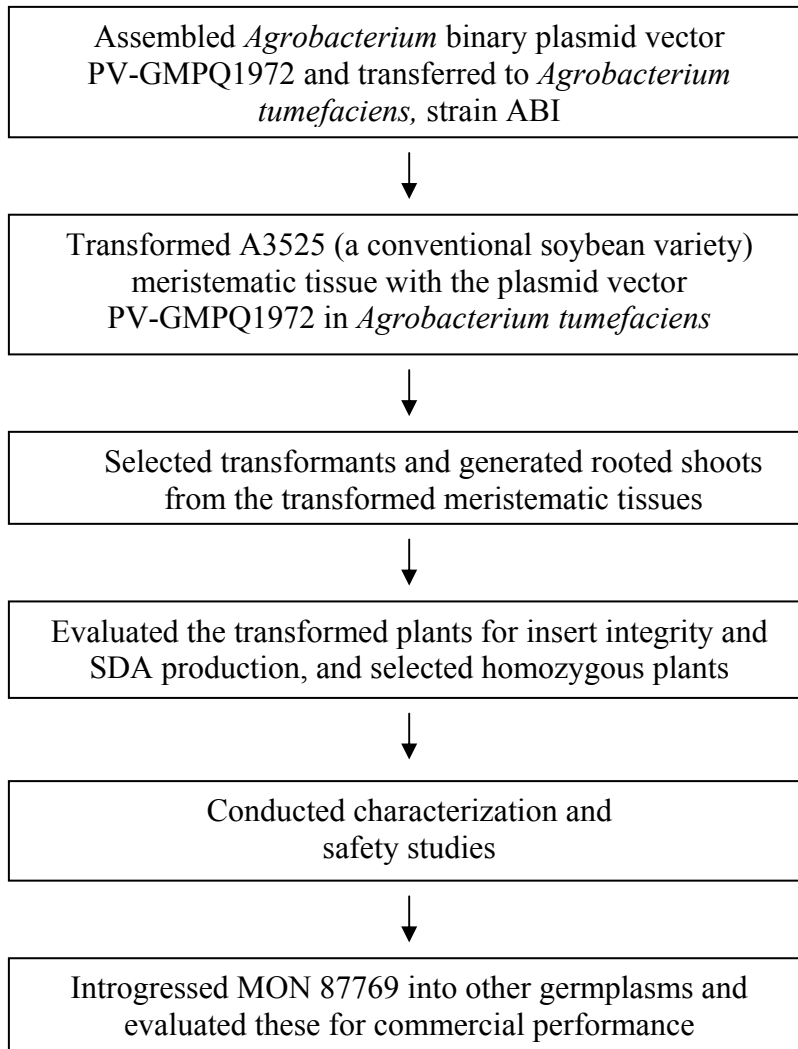 Assembled Agrobacterium binary plasmid vector
PV-GMPQ1972 and transferred to Agrobacterium
tumefaciens, strain ABI
Transformed A3525 (a conventional soybean variety)
meristematic tissue with the plasmid vector
PV-GMPQ1972 in Agrobacterium tumefaciens
Selected transformants and generated rooted shoots
from the transformed meristematic tissues
Evaluated the transformed plants for insert integrity and
SDA production, and selected homozygous plants
Conducted characterization and
safety studies
Introgressed MON 87769 into other germplasms and
evaluated these for commercial performance